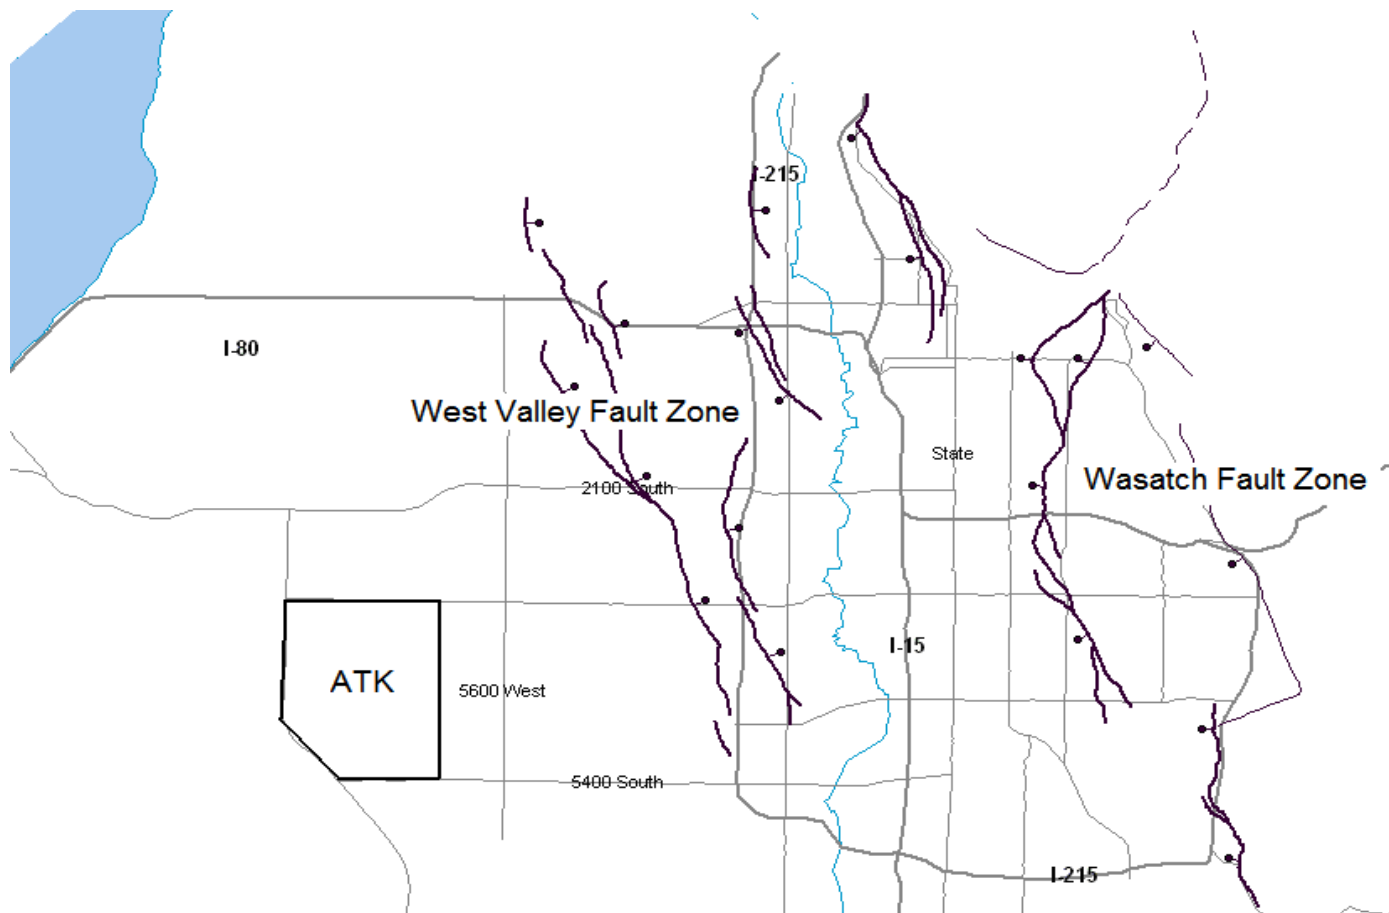 I-215
I-80
West Valley Fault Zone
State
Wasatch Fault Zone
2100 South
I-15
ATK
5600 West
5400 South
I-215